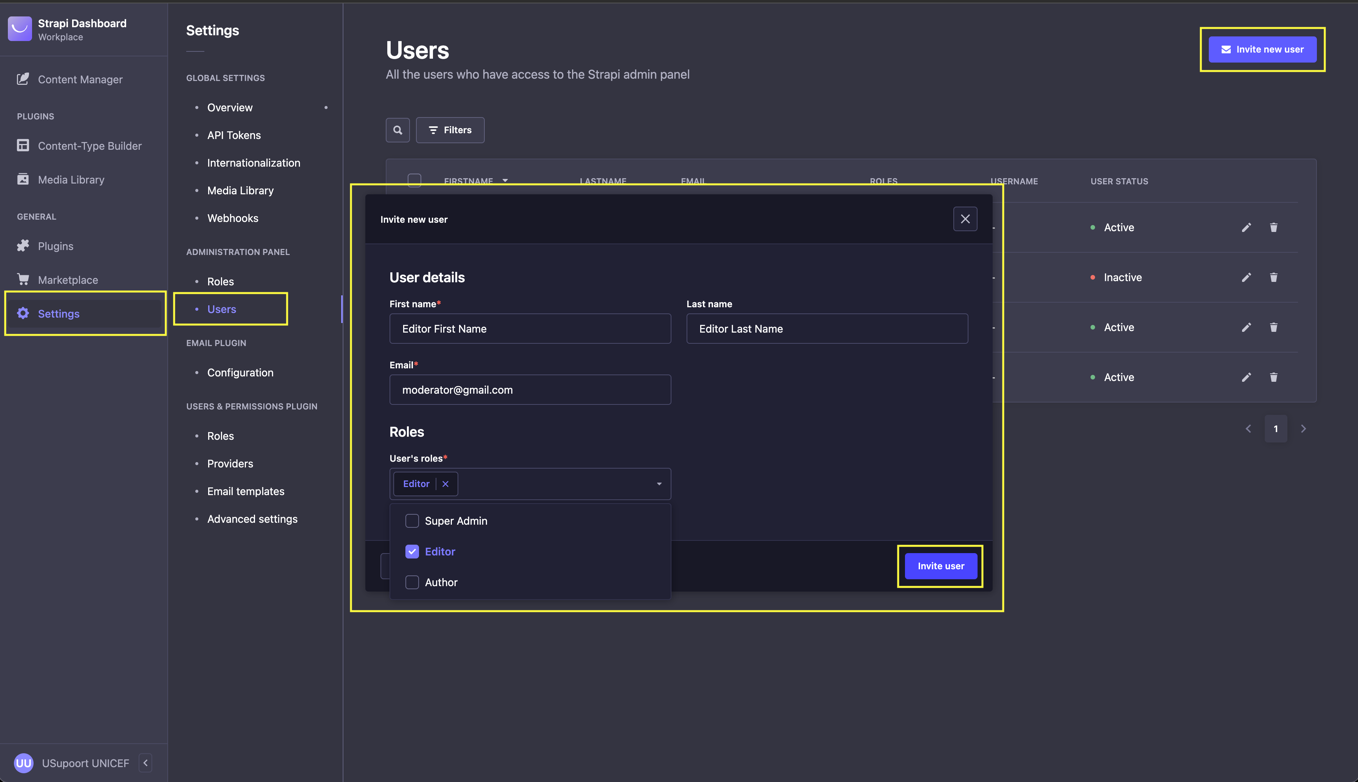 Strapi Dashboard
Workplace
Content Manager
PLUGINS
Content-Type Builder
Media Library
GENERAL
Plugins
Marketplace
Settings
UU USupoort UNICEF
Settings
GLOBAL SETTINGS
Overview
API Tokens
Internationalization
Media Library
Webhooks
ADMINISTRATION PANEL
Roles
Users
EMAIL PLUGIN
Configuration
USERS & PERMISSIONS PLUGIN
Roles
Providers
Email templates
Advanced settings
Users
All the users who have access to the Strapi admin panel
Invite new user
Filters
FIRSTNAME LASTNAME EMAIL ROLES USERNAME USER STATUS
Active
Inactive
Active
Active
1
Invite new user
User details
First name* Last name
Editor First Name Editor Last Name
Email*
moderator@gmail.com
Roles
User's roles*
Editor
Super Admin
Editor
Author
Invite user